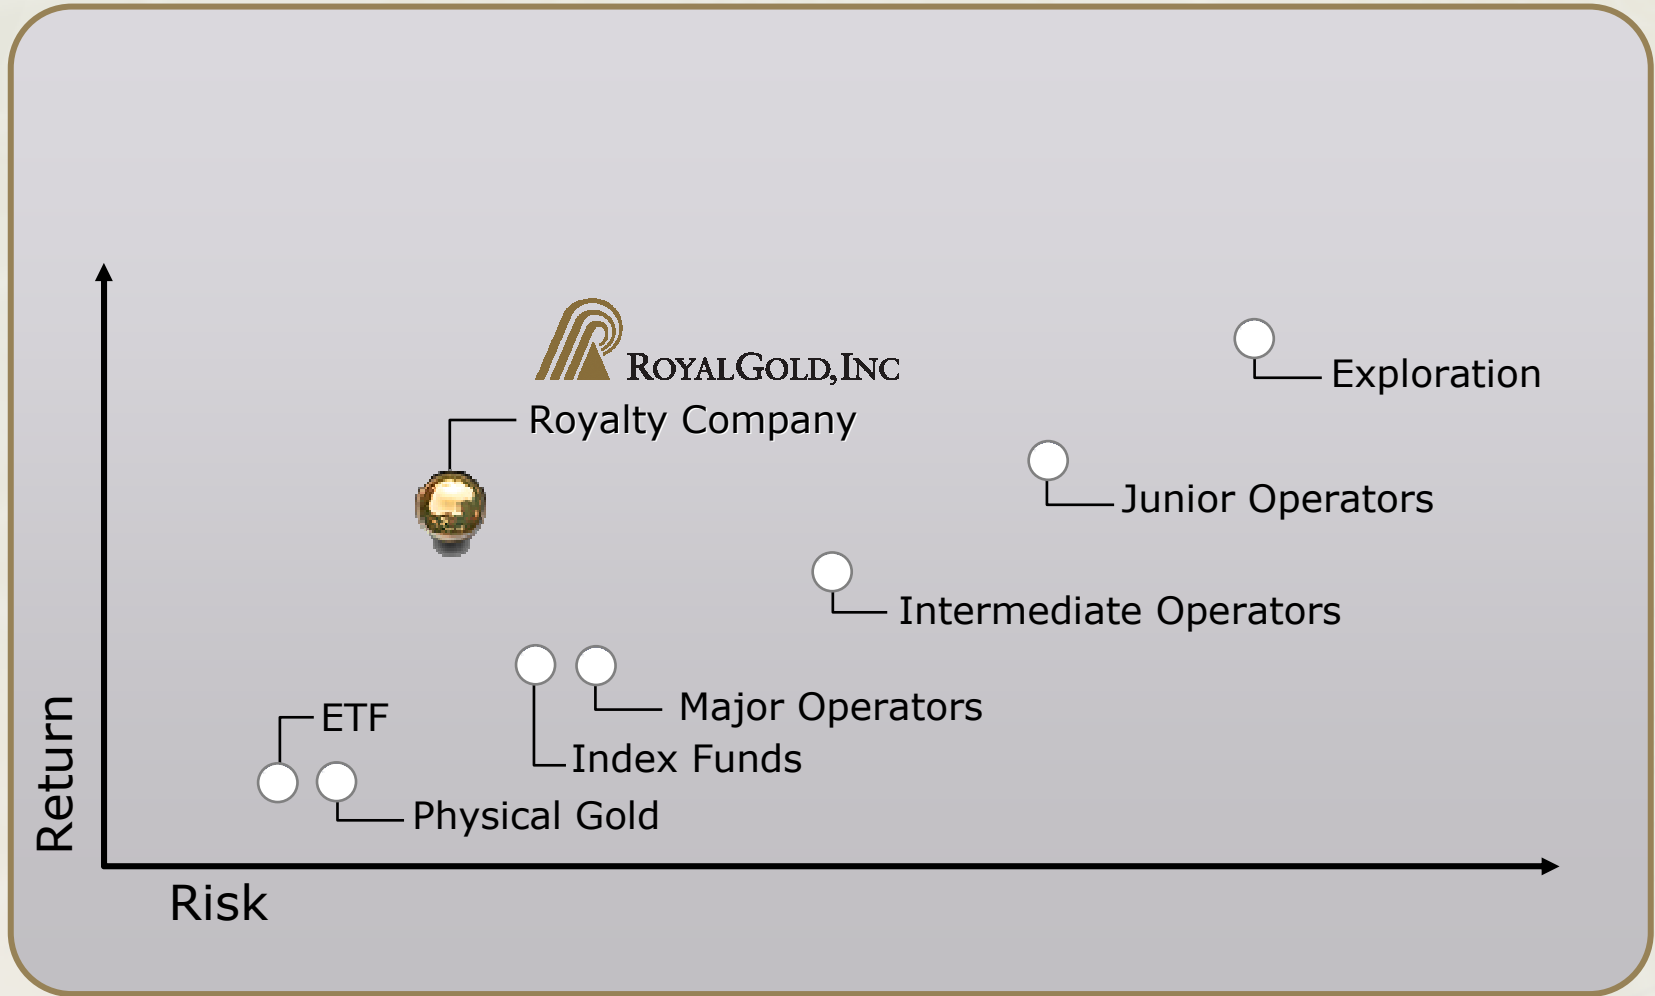 ROYALGOLD, INC
Royalty Company
Exploration
Junior Operators
Intermediate Operators
Major Operators
Index Funds
ETF
Physical Gold
Return
Risk